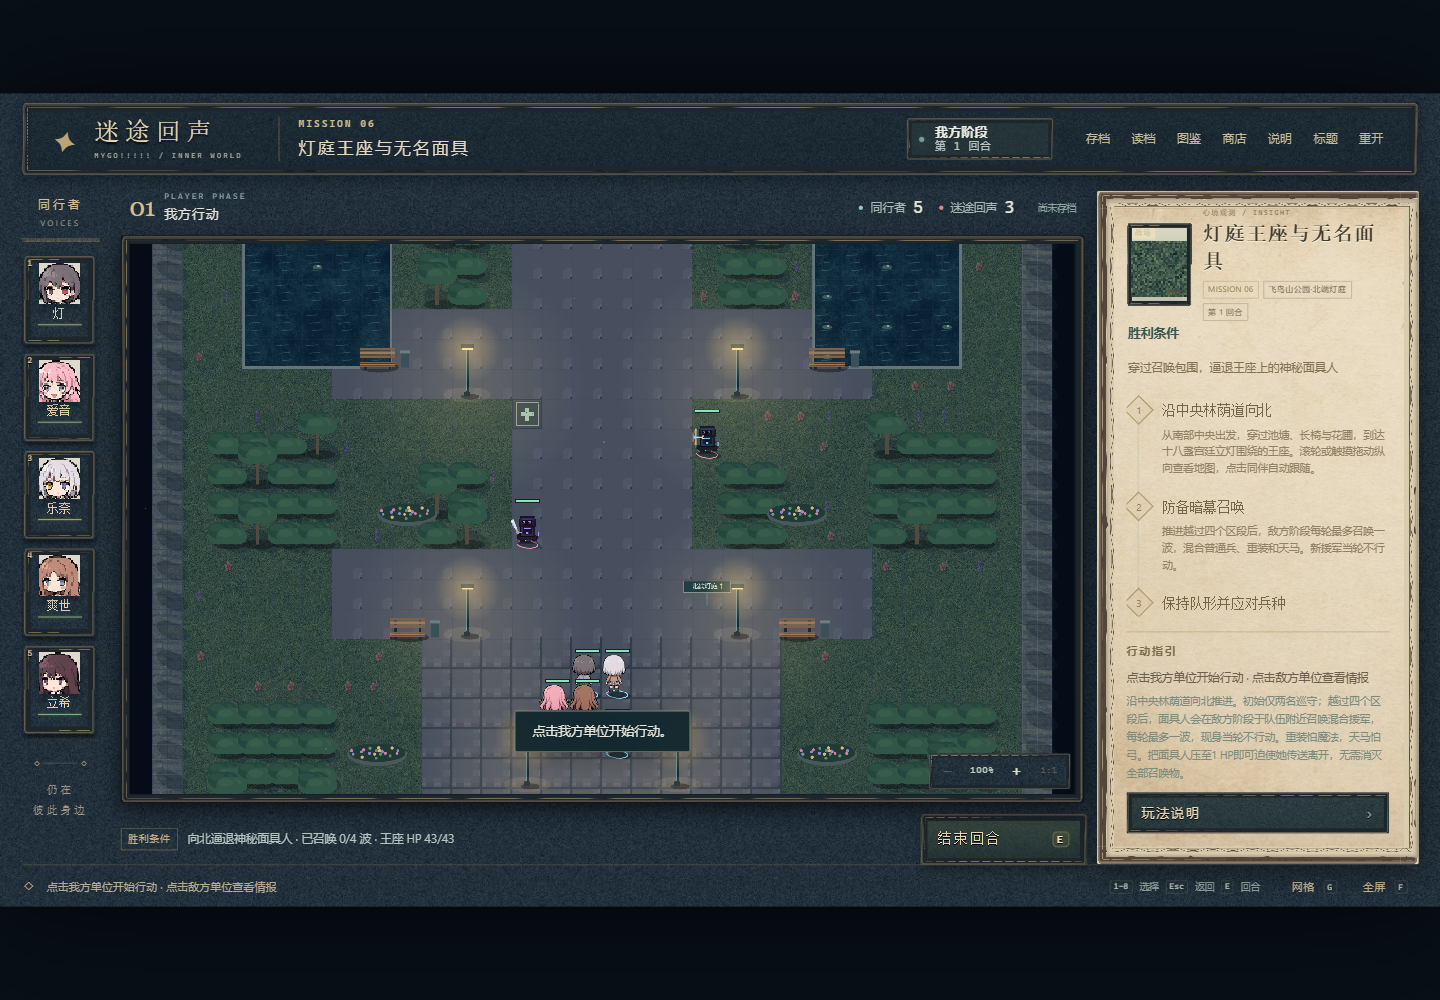 迷途回声
MYGO!!!!! / INNER WORLD
MISSION 06
灯庭王座与无名面具
我方阶段
第 1 回合
存档 读档 图鉴 商店 说明 标题 重开
同行者
VOICES
1
灯
2
爱音
3
乐奈
4
爽世
5
立希
仍在
彼此身边
01
PLAYER PHASE
我方行动
同行者 5
迷途回声 3
尚未存档
点击我方单位开始行动。
100% + 1:1
胜利条件
向北逼退神秘面具人 · 已召唤 0/4 波 · 王座 HP 43/43
结束回合 E
心境观测 / INSIGHT
灯庭王座与无名面
具
MISSION 06
飞鸟山公园·北端灯庭
第 1 回合
胜利条件
穿过召唤包围，逼退王座上的神秘面具人
1
沿中央林荫道向北
从南部中央出发，穿过池塘、长椅与花圃，到达
十八盏宫廷立灯围绕的王座。滚轮或触摸拖动纵
向查看地图，点击同伴自动跟随。
2
防备暗幕召唤
推进越过四个区段后，敌方阶段每轮最多召唤一
波，混合普通兵、重装和天马。新援军当轮不行
动。
3
保持队形并应对兵种
行动指引
点击我方单位开始行动 · 点击敌方单位查看情报
沿中央林荫道向北推进。初始仅两名巡守；越过四个区
段后，面具人会在敌方阶段于队伍附近召唤混合援军，
每轮最多一波，现身当轮不行动。重装怕魔法，天马怕
弓。把面具人压至1 HP即可迫使她传送离开，无需消灭
全部召唤物。
玩法说明 ›
点击我方单位开始行动 · 点击敌方单位查看情报
1–8 选择 Esc 返回 E 回合 网格 G 全屏 F